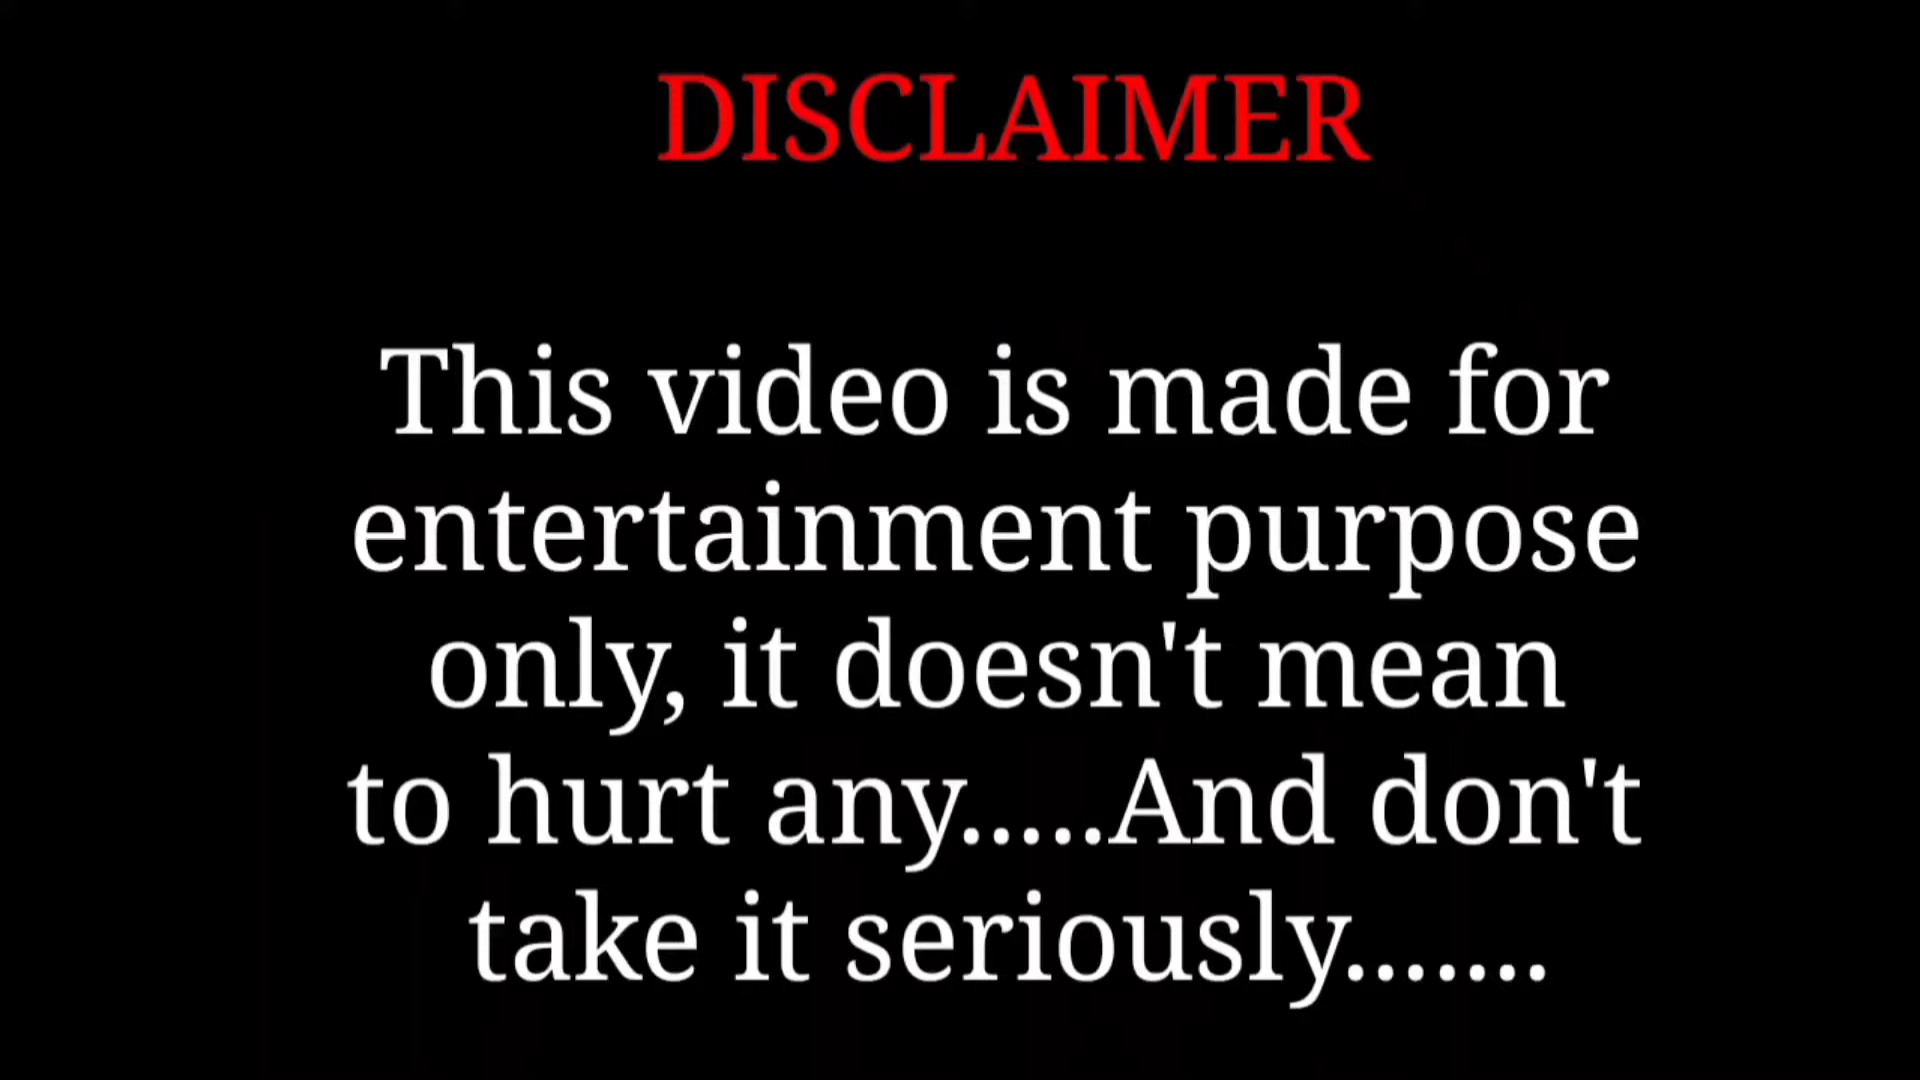 DISCLAIMER
This video is made for
entertainment purpose
only, it doesn't mean
to hurt any.....And don't
take it seriously.......